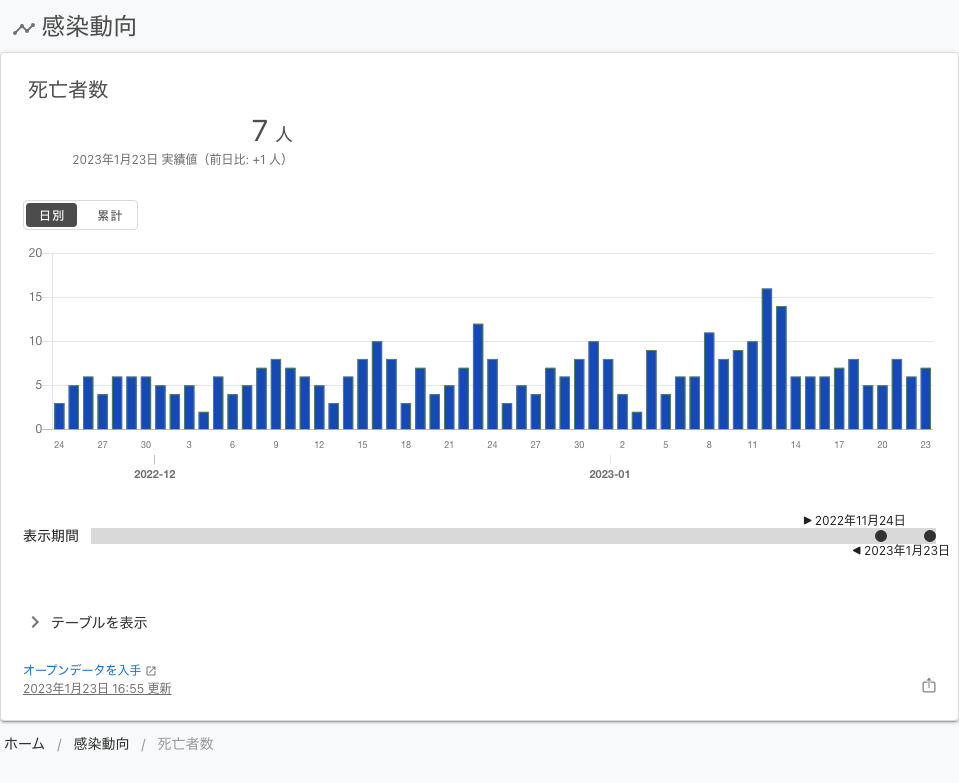 感染動向
死亡者数
7 人
2023年1月23日 実績値（前日比: +1 人）
日別 累計
20
15
10
5
0
24 27 30 3 6 9 12 15 18 21 24 27 30 2 5 8 11 14 17 20 23
2022-12 2023-01
▶ 2022年11月24日
表示期間
◀ 2023年1月23日
テーブルを表示
オープンデータを入手
2023年1月23日 16:55 更新
ホーム / 感染動向 / 死亡者数